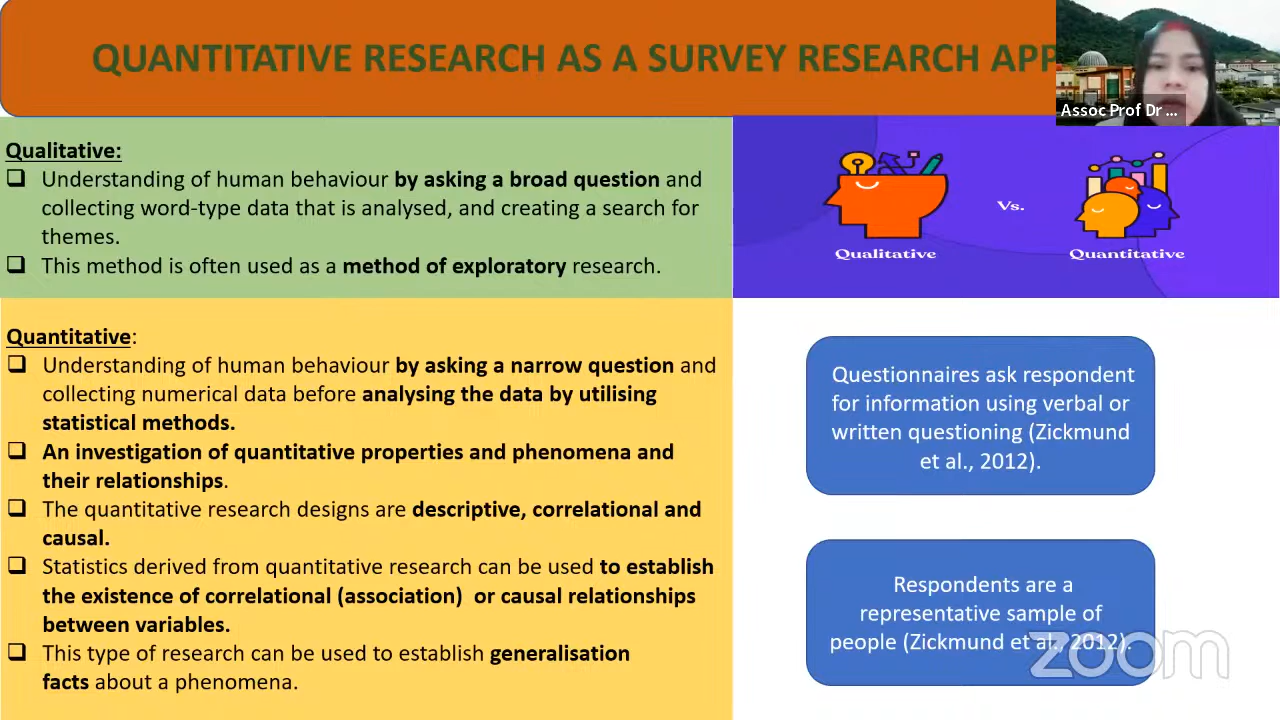 QUANTITATIVE RESEARCH AS A SURVEY RESEARCH APP
Assoc Prof Dr ...
Qualitative:
❑ Understanding of human behaviour by asking a broad question and
collecting word-type data that is analysed, and creating a search for
themes.
❑ This method is often used as a method of exploratory research.
Vs.
Qualitative
Quantitative
Quantitative:
❑ Understanding of human behaviour by asking a narrow question and
collecting numerical data before analysing the data by utilising
statistical methods.
❑ An investigation of quantitative properties and phenomena and
their relationships.
❑ The quantitative research designs are descriptive, correlational and
causal.
❑ Statistics derived from quantitative research can be used to establish
the existence of correlational (association) or causal relationships
between variables.
❑ This type of research can be used to establish generalisation
facts about a phenomena.
Questionnaires ask respondent
for information using verbal or
written questioning (Zickmund
et al., 2012).
Respondents are a
representative sample of
people (Zickmund et al., 2012).
zoom